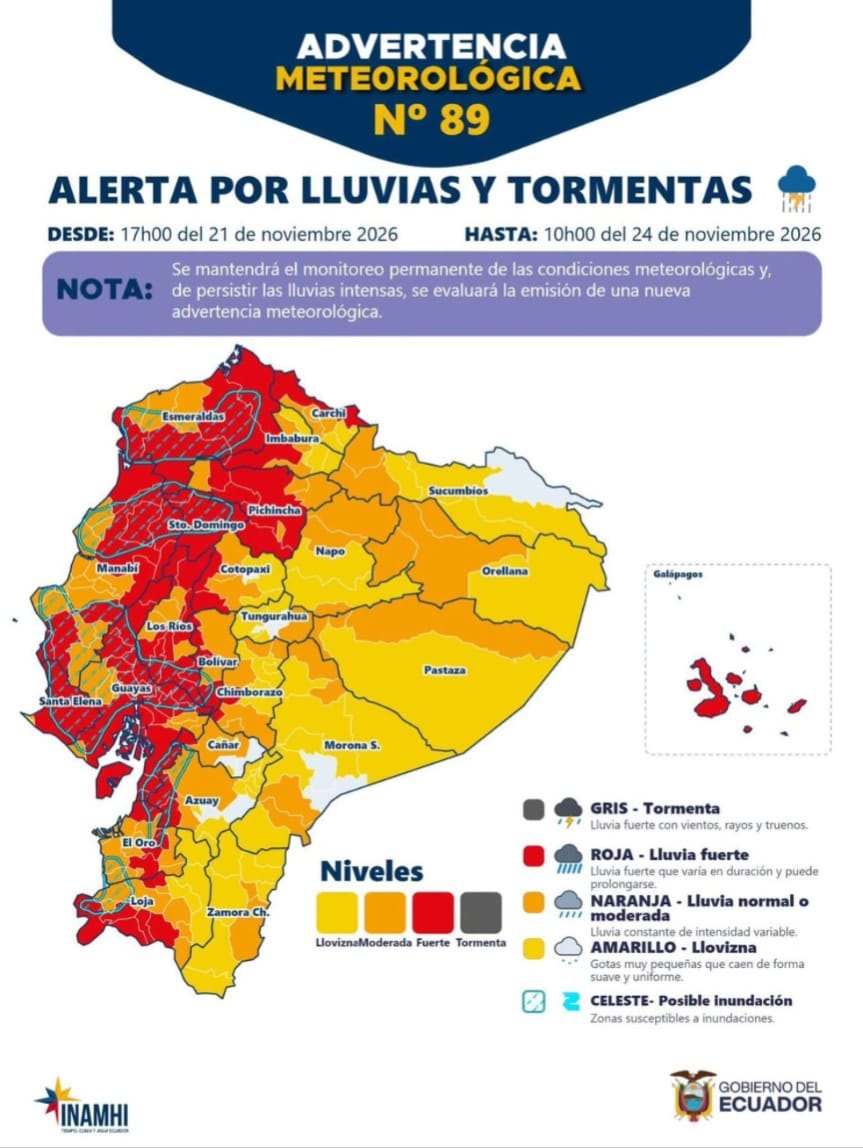 ADVERTENCIA
METEOROLÓGICA
Nº 89
ALERTA POR LLUVIAS Y TORMENTAS
DESDE: 17h00 del 21 de noviembre 2026
HASTA: 10h00 del 24 de noviembre 2026
NOTA:
Se mantendrá el monitoreo permanente de las condiciones meteorológicas y,
de persistir las lluvias intensas, se evaluará la emisión de una nueva
advertencia meteorológica.
Esmeraldas
Carchi
Imbabura
Sucumbíos
Pichincha
Sto. Domingo
Napo
Manabí
Cotopaxi
Orellana
Galápagos
Tungurahua
Los Ríos
Bolívar
Pastaza
Guayas
Chimborazo
Santa Elena
Cañar
Morona S.
Azuay
El Oro
Loja
Zamora Ch.
Niveles
Llovizna Moderada Fuerte Tormenta
GRIS - Tormenta
Lluvia fuerte con vientos, rayos y truenos.
ROJA - Lluvia fuerte
Lluvia fuerte que varía en duración y puede
prolongarse.
NARANJA - Lluvia normal o
moderada
Lluvia constante de intensidad variable.
AMARILLO - Llovizna
Gotas muy pequeñas que caen de forma
suave y uniforme.
CELESTE- Posible inundación
Zonas susceptibles a inundaciones.
INAMHI
TIEMPO, CLIMA Y AGUA ECUADOR
GOBIERNO DEL
ECUADOR